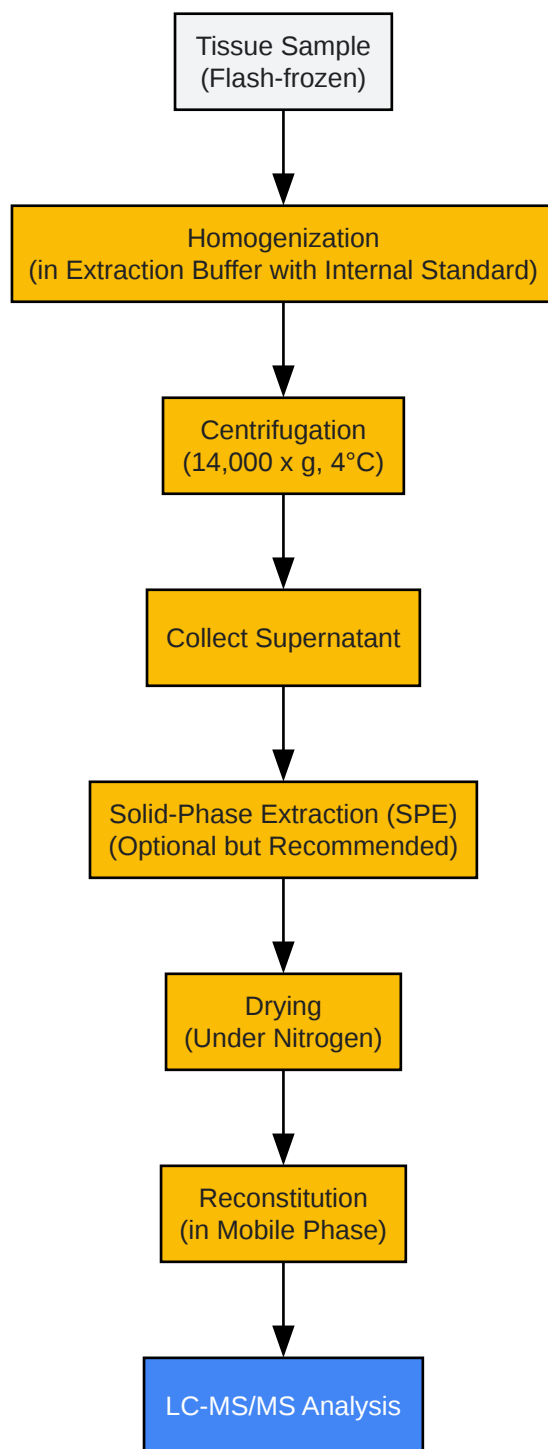 Tissue Sample
(Flash-frozen)
Homogenization
(in Extraction Buffer with Internal Standard)
Centrifugation
(14,000 x g, 4°C)
Collect Supernatant
Solid-Phase Extraction (SPE)
(Optional but Recommended)
Drying
(Under Nitrogen)
Reconstitution
(in Mobile Phase)
LC-MS/MS Analysis